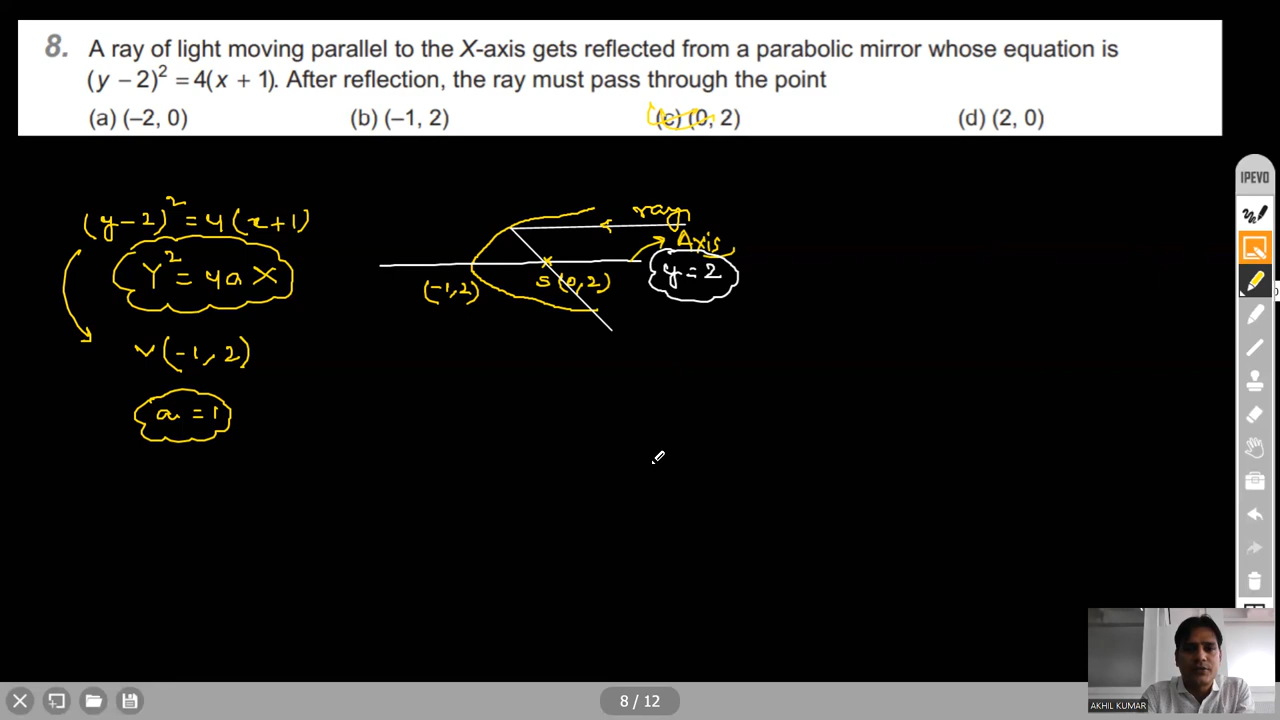 8. A ray of light moving parallel to the X-axis gets reflected from a parabolic mirror whose equation is
(y – 2)² = 4(x + 1). After reflection, the ray must pass through the point
(a) (–2, 0) (b) (–1, 2) (c) (0, 2) (d) (2, 0)
(y-2)² = 4(x+1)
Y² = 4aX
V(-1, 2)
a = 1
ray
Axis
y = 2
(-1,2)
S(0,2)
IPEVO
8 / 12
AKHIL KUMAR